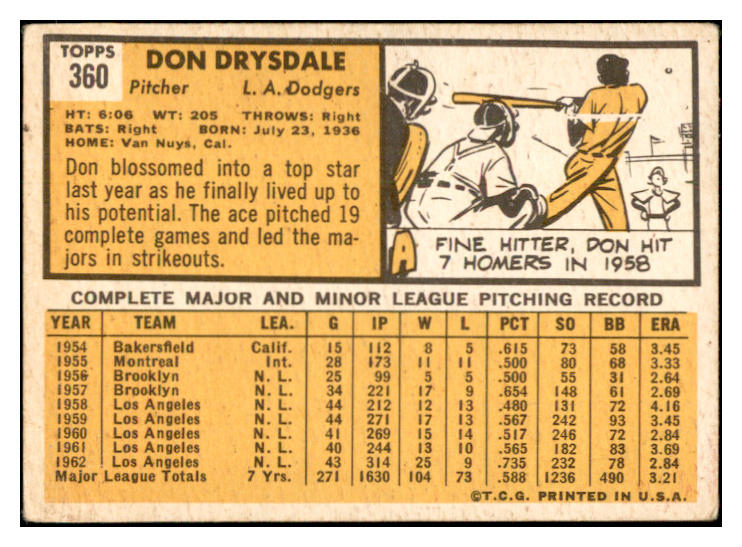 TOPPS
360
DON DRYSDALE
Pitcher L. A. Dodgers
HT: 6:06 WT: 205 THROWS: Right
BATS: Right BORN: July 23, 1936
HOME: Van Nuys, Cal.
Don blossomed into a top star
last year as he finally lived up to
his potential. The ace pitched 19
complete games and led the ma-
jors in strikeouts.
A
FINE HITTER, DON HIT
7 HOMERS IN 1958
COMPLETE MAJOR AND MINOR LEAGUE PITCHING RECORD
YEAR TEAM LEA. G IP W L PCT SO BB ERA
1954 Bakersfield Calif. 15 112 8 5 .615 73 58 3.45
1955 Montreal Int. 28 173 11 11 .500 80 68 3.33
1956 Brooklyn N. L. 25 99 5 5 .500 55 31 2.64
1957 Brooklyn N. L. 34 221 17 9 .654 148 61 2.69
1958 Los Angeles N. L. 44 212 12 13 .480 131 72 4.16
1959 Los Angeles N. L. 44 271 17 13 .567 242 93 3.45
1960 Los Angeles N. L. 41 269 15 14 .517 246 72 2.84
1961 Los Angeles N. L. 40 244 13 10 .565 182 83 3.69
1962 Los Angeles N. L. 43 314 25 9 .735 232 78 2.84
Major League Totals 7 Yrs. 271 1630 104 73 .588 1236 490 3.21
©T.C.G. PRINTED IN U.S.A.